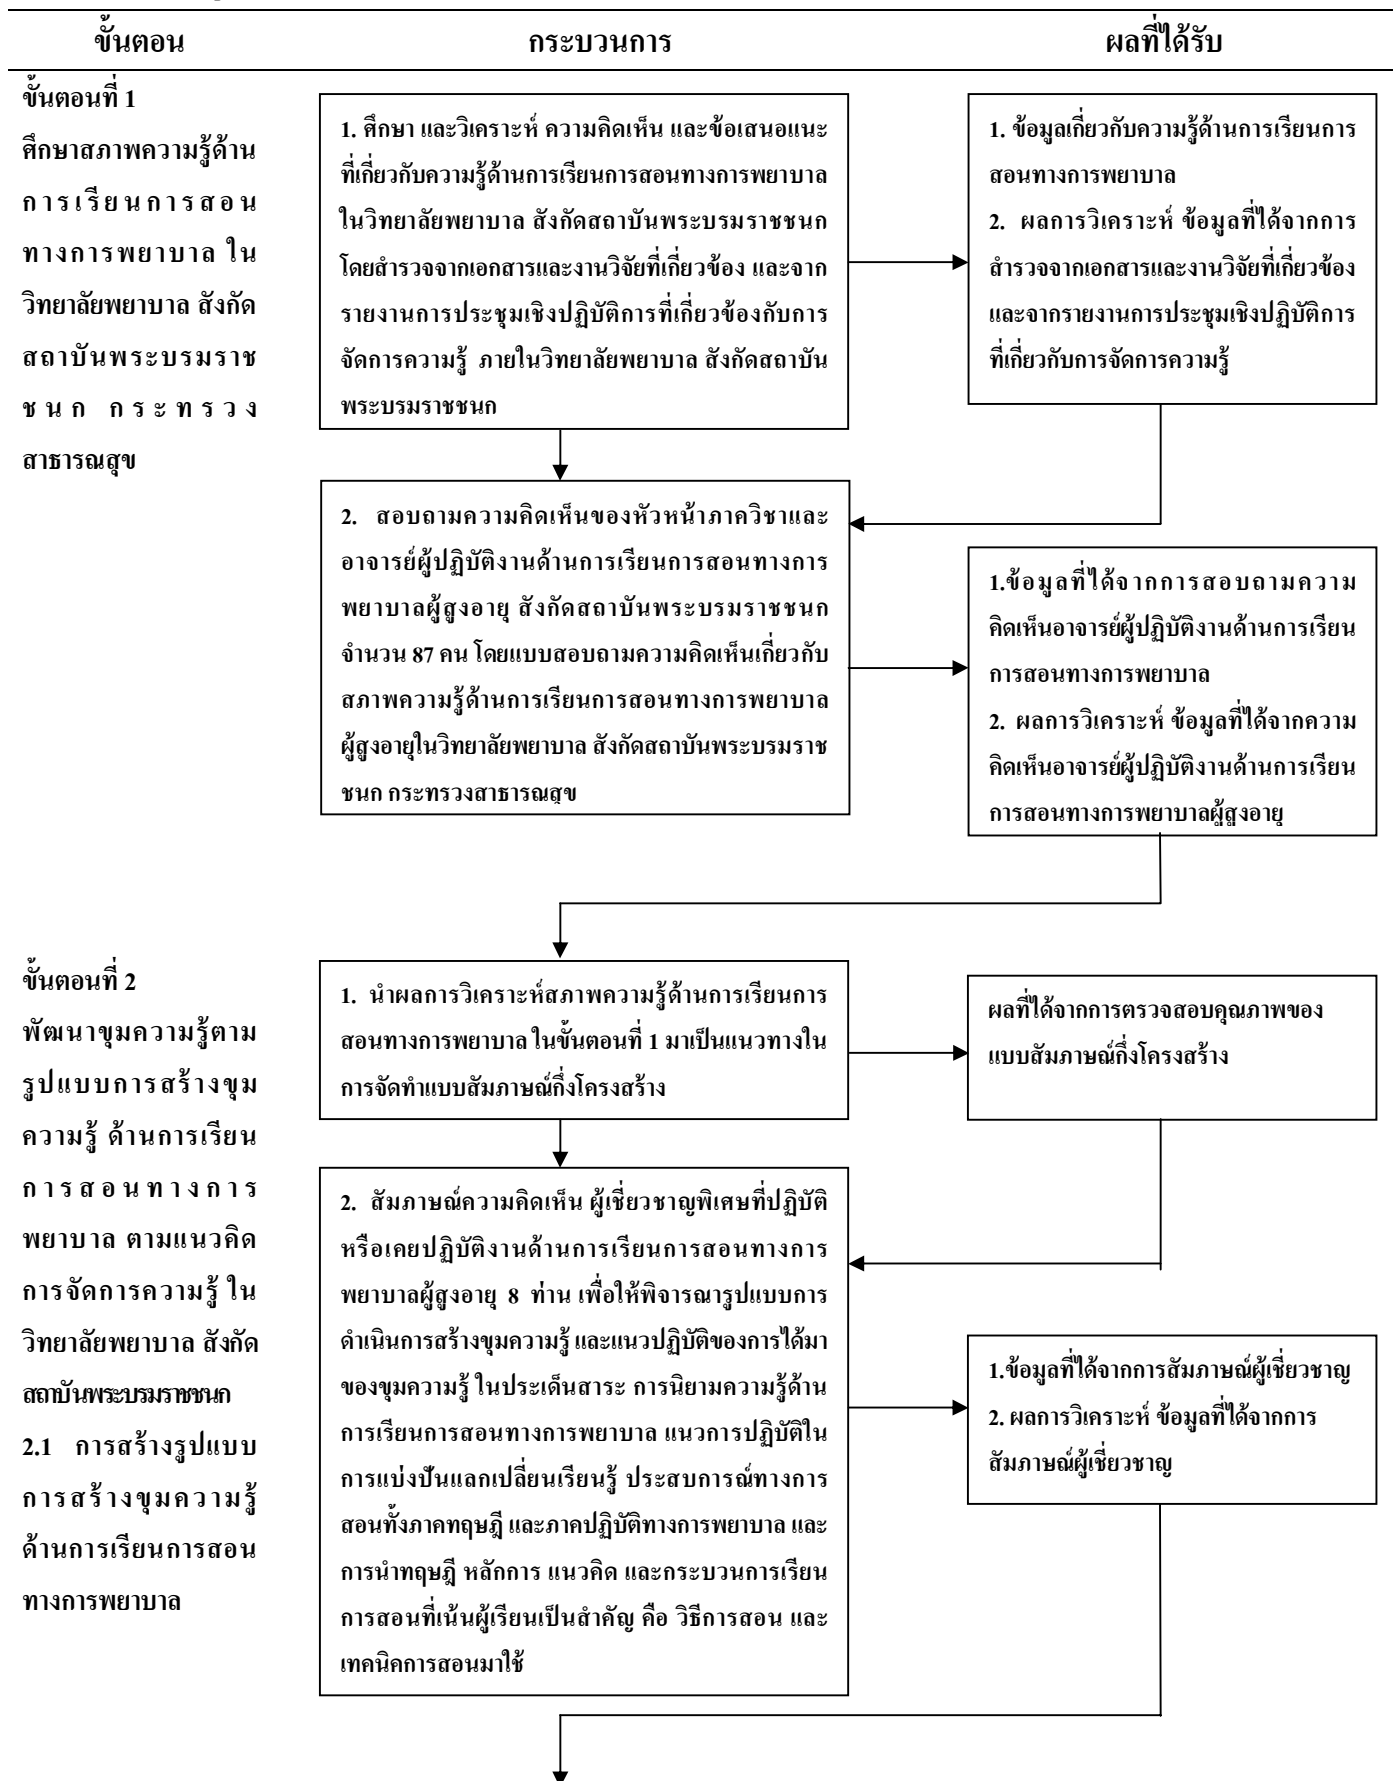 ขั้นตอน
กระบวนการ
ผลที่ได้รับ
ขั้นตอนที่ 1
ศึกษาสภาพความรู้ด้าน
การเรียนการสอน
ทางการพยาบาล ใน
วิทยาลัยพยาบาล สังกัด
สถาบันพระบรมราช
ชนก กระทรวง
สาธารณสุข
1. ศึกษา และวิเคราะห์ ความคิดเห็น และข้อเสนอแนะ
ที่เกี่ยวกับความรู้ด้านการเรียนการสอนทางการพยาบาล
ในวิทยาลัยพยาบาล สังกัดสถาบันพระบรมราชชนก
โดยสำรวจจากเอกสารและงานวิจัยที่เกี่ยวข้อง และจาก
รายงานการประชุมเชิงปฏิบัติการที่เกี่ยวข้องกับการ
จัดการความรู้ ภายในวิทยาลัยพยาบาล สังกัดสถาบัน
พระบรมราชชนก
1. ข้อมูลเกี่ยวกับความรู้ด้านการเรียนการ
สอนทางการพยาบาล
2. ผลการวิเคราะห์ ข้อมูลที่ได้จากการ
สำรวจจากเอกสารและงานวิจัยที่เกี่ยวข้อง
และจากรายงานการประชุมเชิงปฏิบัติการ
ที่เกี่ยวกับการจัดการความรู้
2. สอบถามความคิดเห็นของหัวหน้าภาควิชาและ
อาจารย์ผู้ปฏิบัติงานด้านการเรียนการสอนทางการ
พยาบาลผู้สูงอายุ สังกัดสถาบันพระบรมราชชนก
จำนวน 87 คน โดยแบบสอบถามความคิดเห็นเกี่ยวกับ
สภาพความรู้ด้านการเรียนการสอนทางการพยาบาล
ผู้สูงอายุในวิทยาลัยพยาบาล สังกัดสถาบันพระบรมราช
ชนก กระทรวงสาธารณสุข
1.ข้อมูลที่ได้จากการสอบถามความ
คิดเห็นอาจารย์ผู้ปฏิบัติงานด้านการเรียน
การสอนทางการพยาบาล
2. ผลการวิเคราะห์ ข้อมูลที่ได้จากความ
คิดเห็นอาจารย์ผู้ปฏิบัติงานด้านการเรียน
การสอนทางการพยาบาลผู้สูงอายุ
ขั้นตอนที่ 2
พัฒนาขุมความรู้ตาม
รูปแบบการสร้างขุม
ความรู้ ด้านการเรียน
การสอนทางการ
พยาบาล ตามแนวคิด
การจัดการความรู้ ใน
วิทยาลัยพยาบาล สังกัด
สถาบันพระบรมราชชนก
2.1 การสร้างรูปแบบ
การสร้างขุมความรู้
ด้านการเรียนการสอน
ทางการพยาบาล
1. นำผลการวิเคราะห์สภาพความรู้ด้านการเรียนการ
สอนทางการพยาบาล ในขั้นตอนที่ 1 มาเป็นแนวทางใน
การจัดทำแบบสัมภาษณ์กึ่งโครงสร้าง
ผลที่ได้จากการตรวจสอบคุณภาพของ
แบบสัมภาษณ์กึ่งโครงสร้าง
2. สัมภาษณ์ความคิดเห็น ผู้เชี่ยวชาญพิเศษที่ปฏิบัติ
หรือเคยปฏิบัติงานด้านการเรียนการสอนทางการ
พยาบาลผู้สูงอายุ 8 ท่าน เพื่อให้พิจารณารูปแบบการ
ดำเนินการสร้างขุมความรู้ และแนวปฏิบัติของการได้มา
ของขุมความรู้ ในประเด็นสาระ การนิยามความรู้ด้าน
การเรียนการสอนทางการพยาบาล แนวการปฏิบัติใน
การแบ่งปันแลกเปลี่ยนเรียนรู้ ประสบการณ์ทางการ
สอนทั้งภาคทฤษฎี และภาคปฏิบัติทางการพยาบาล และ
การนำทฤษฎี หลักการ แนวคิด และกระบวนการเรียน
การสอนที่เน้นผู้เรียนเป็นสำคัญ คือ วิธีการสอน และ
เทคนิคการสอนมาใช้
1.ข้อมูลที่ได้จากการสัมภาษณ์ผู้เชี่ยวชาญ
2. ผลการวิเคราะห์ ข้อมูลที่ได้จากการ
สัมภาษณ์ผู้เชี่ยวชาญ